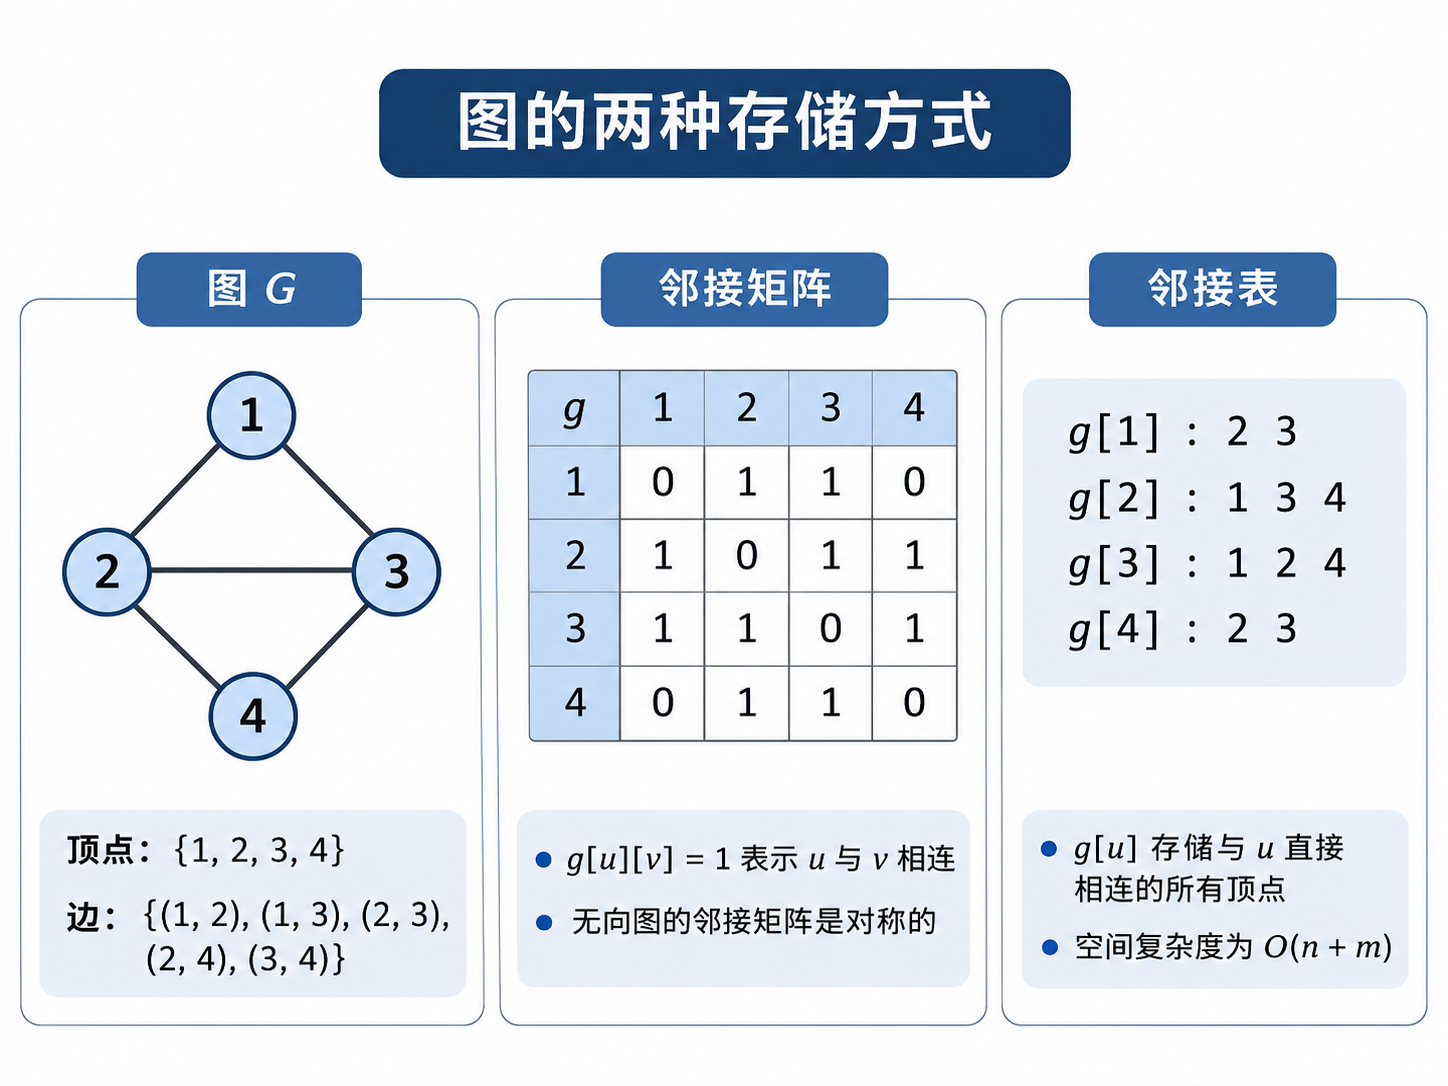 图的两种存储方式
图 G
1
2 3
4
顶点： {1, 2, 3, 4}
边： {(1, 2), (1, 3), (2, 3),
(2, 4), (3, 4)}
邻接矩阵
g 1 2 3 4
1 0 1 1 0
2 1 0 1 1
3 1 1 0 1
4 0 1 1 0
g[u][v] = 1 表示 u 与 v 相连
无向图的邻接矩阵是对称的
邻接表
g[1] : 2 3
g[2] : 1 3 4
g[3] : 1 2 4
g[4] : 2 3
g[u] 存储与 u 直接
相连的所有顶点
空间复杂度为 O(n + m)